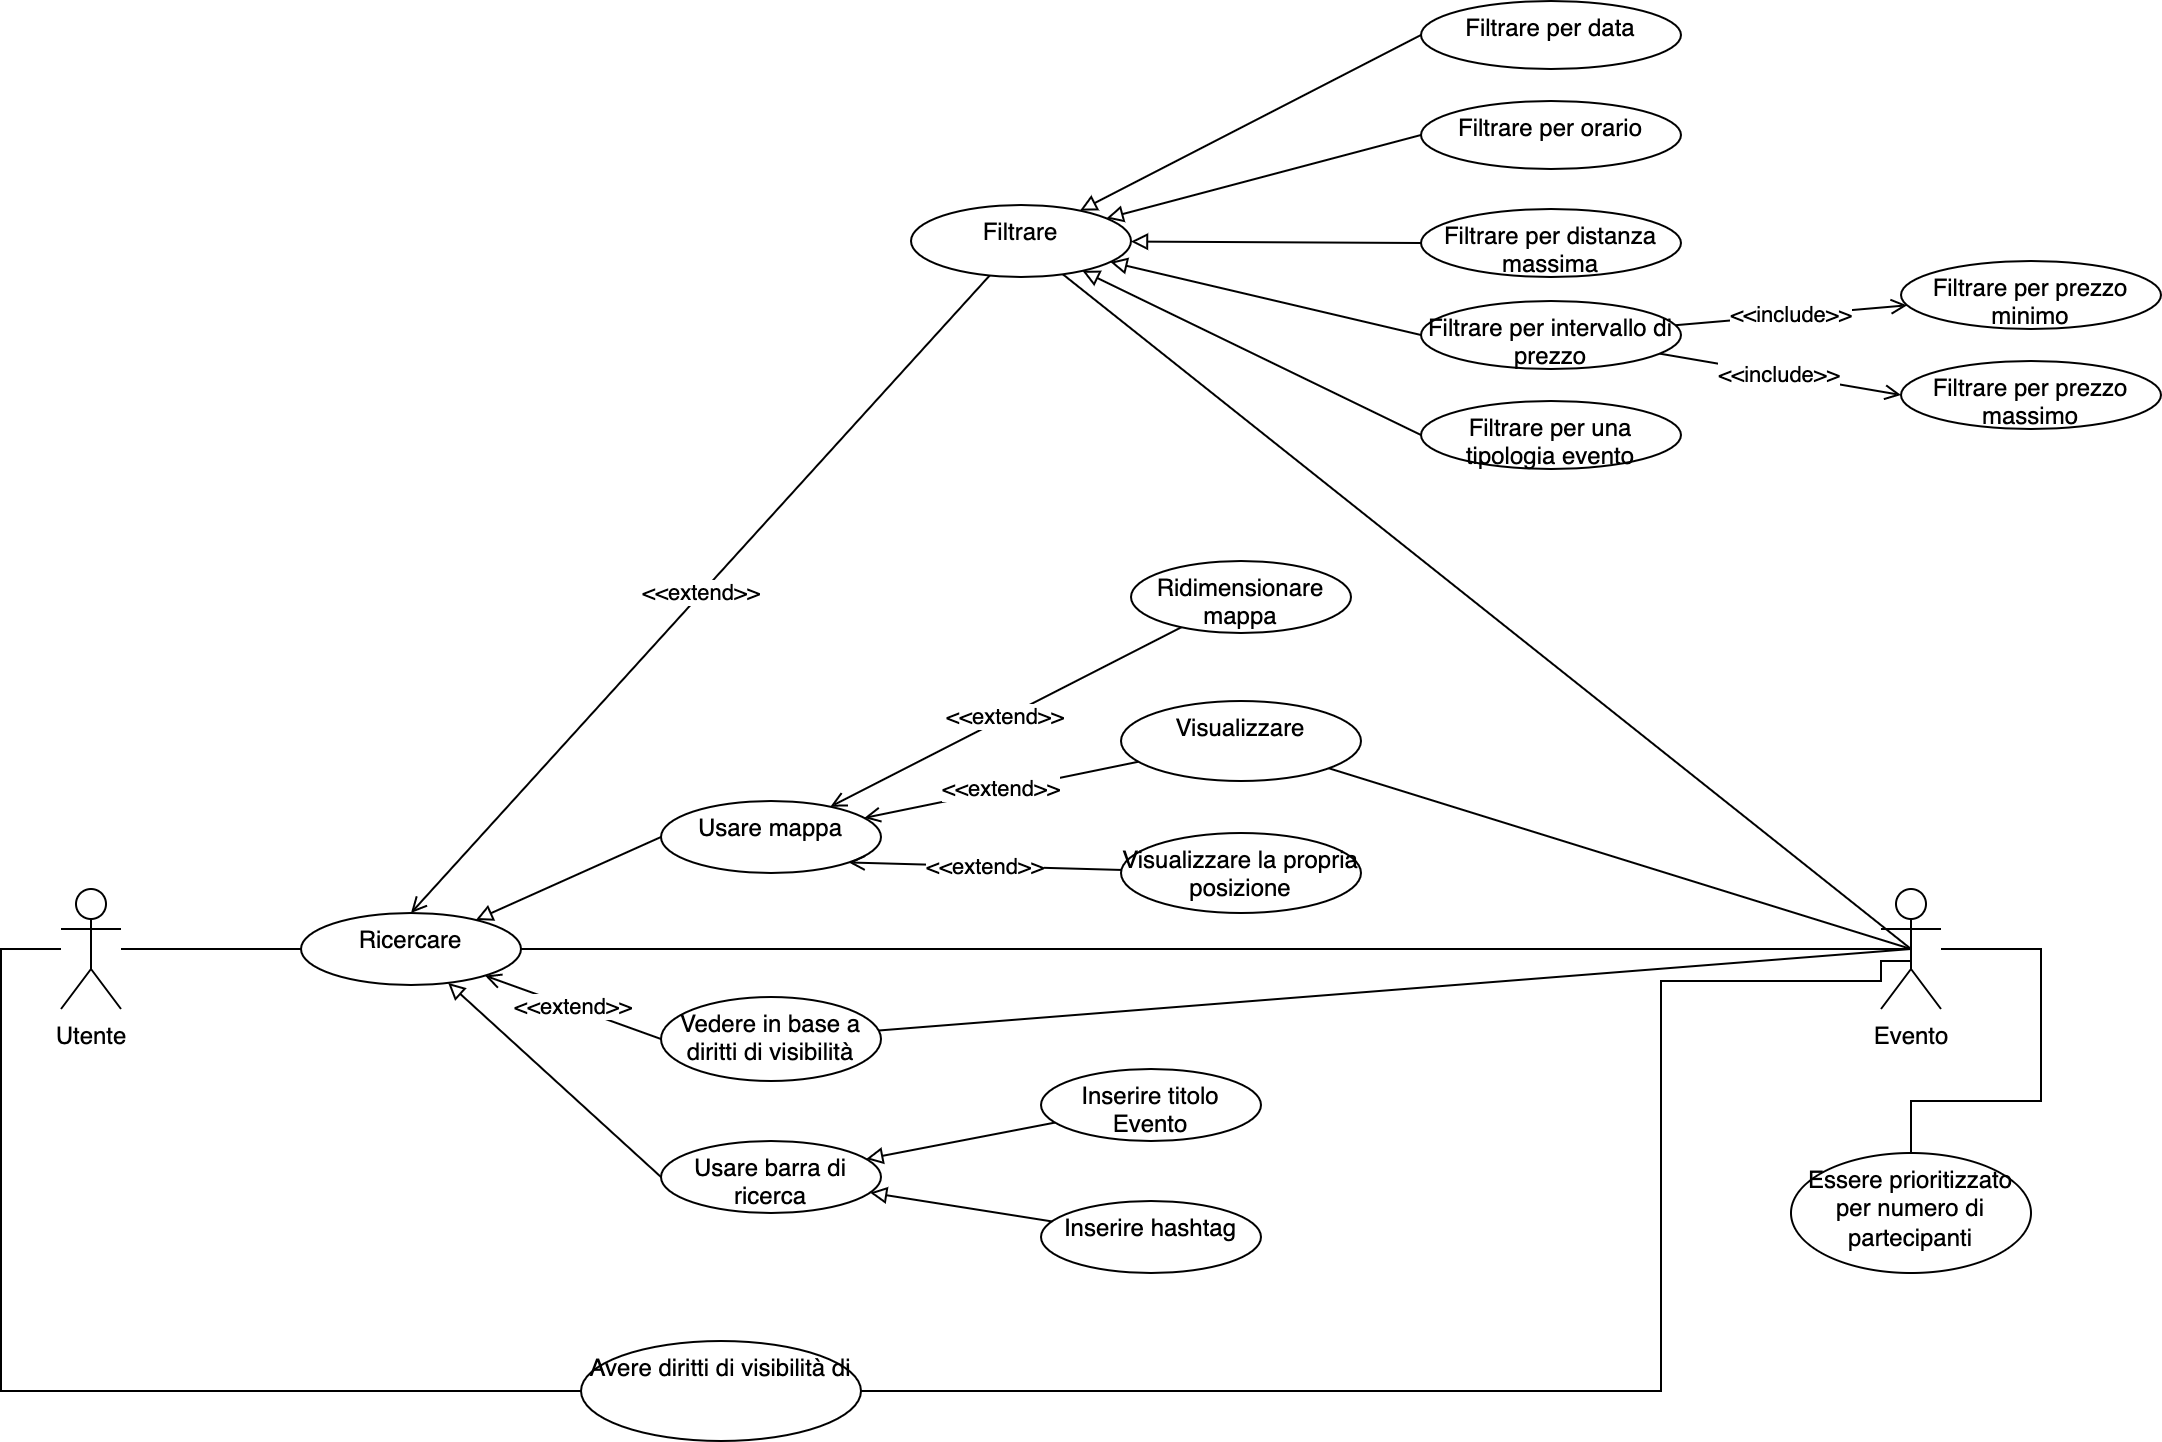 Filtrare per data
Filtrare per orario
Filtrare
Filtrare per distanza
massima
Filtrare per intervallo di
prezzo
<<include>>
Filtrare per prezzo
minimo
<<include>>
Filtrare per prezzo
massimo
Filtrare per una
tipologia evento
<<extend>>
Ridimensionare
mappa
<<extend>>
Visualizzare
<<extend>>
Usare mappa
<<extend>>
Visualizzare la propria
posizione
Ricercare
Utente
Evento
<<extend>>
Vedere in base a
diritti di visibilità
Inserire titolo
Evento
Usare barra di
ricerca
Inserire hashtag
Essere prioritizzato
per numero di
partecipanti
Avere diritti di visibilità di